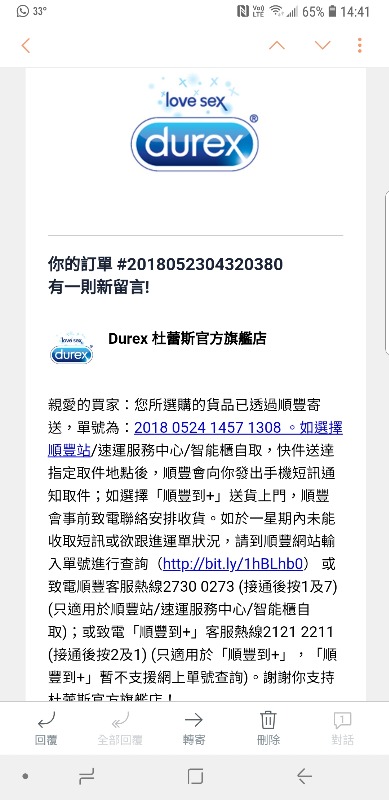 33°
65% 14:41
love sex
durex®
你的訂單 #2018052304320380
有一則新留言!
love sex
durex
Durex 杜蕾斯官方旗艦店
親愛的買家：您所選購的貨品已透過順豐寄
送，單號為：2018 0524 1457 1308 。如選擇
順豐站/速運服務中心/智能櫃自取，快件送達
指定取件地點後，順豐會向你發出手機短訊通
知取件；如選擇「順豐到+」送貨上門，順豐
會事前致電聯絡安排收貨。如於一星期內未能
收取短訊或欲跟進運單狀況，請到順豐網站輸
入單號進行查詢（http://bit.ly/1hBLhb0） 或
致電順豐客服熱線2730 0273 (接通後按1及7)
(只適用於順豐站/速運服務中心/智能櫃自
取)；或致電「順豐到+」客服熱線2121 2211
(接通後按2及1) (只適用於「順豐到+」，「順
豐到+」暫不支援網上單號查詢)。謝謝你支持
杜蕾斯官方旗艦店！
回覆
全部回覆
轉寄
刪除
1
對話